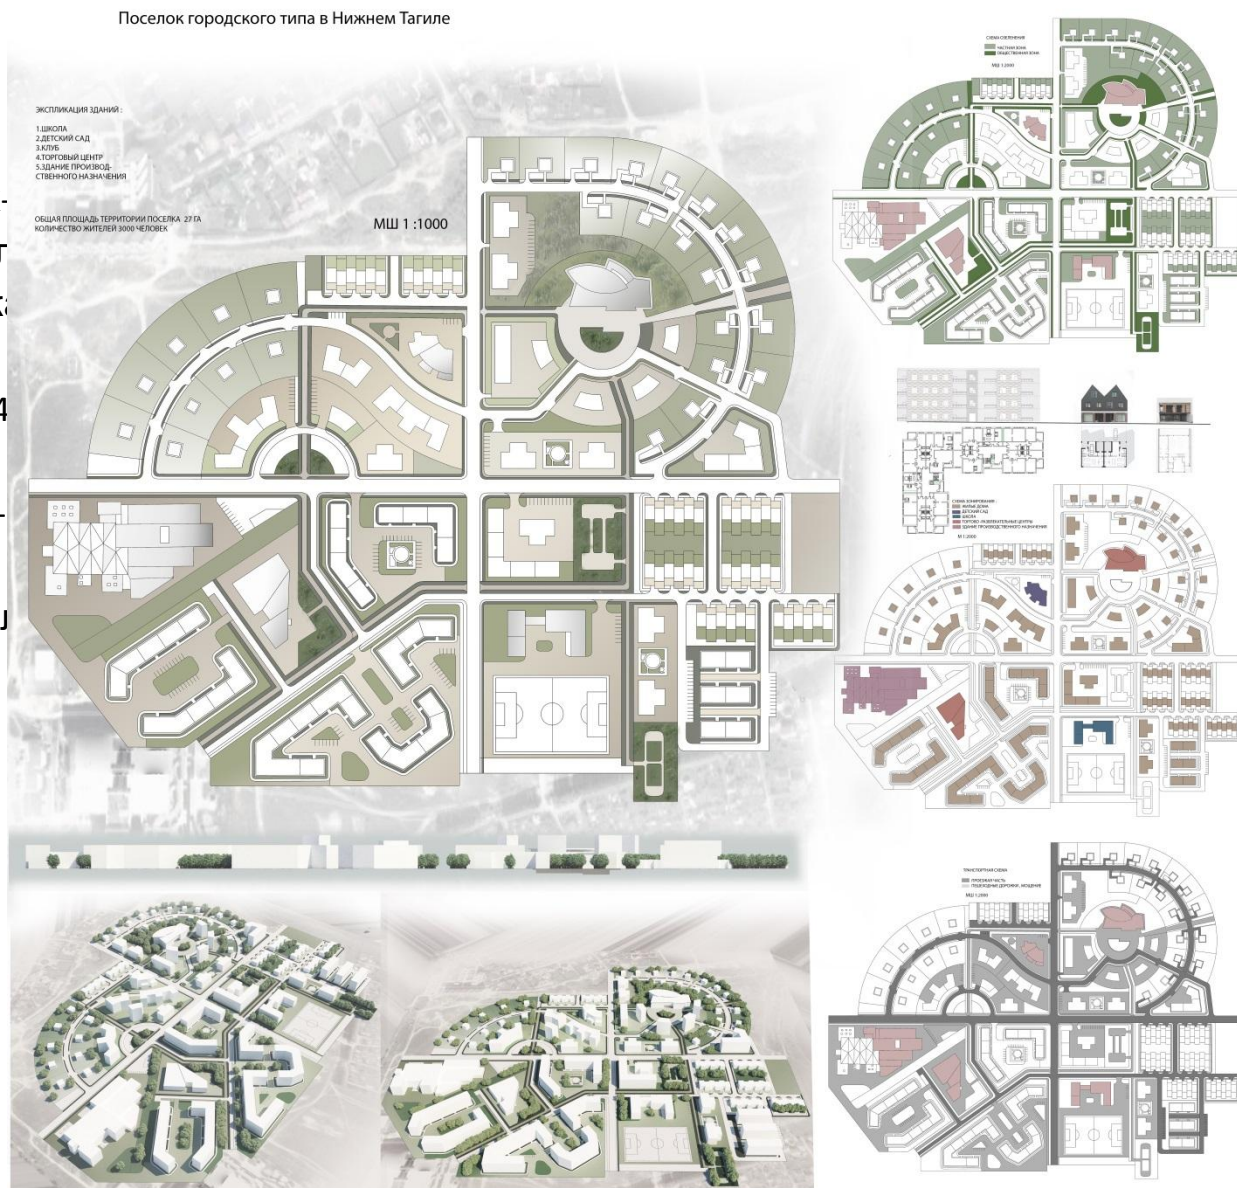 Поселок городского типа в Нижнем Тагиле
ЭКСПЛИКАЦИЯ ЗДАНИЙ :
1.ШКОЛА
2.ДЕТСКИЙ САД
3.КЛУБ
4.ТОРГОВЫЙ ЦЕНТР
5.ЗДАНИЕ ПРОИЗВОД-
СТВЕННОГО НАЗНАЧЕНИЯ
ОБЩАЯ ПЛОЩАДЬ ТЕРРИТОРИИ ПОСЕЛКА 27 ГА
КОЛИЧЕСТВО ЖИТЕЛЕЙ 3000 ЧЕЛОВЕК
МШ 1 :1000
СХЕМА ОЗЕЛЕНЕНИЯ
ЧАСТНАЯ ЗОНА
ОБЩЕСТВЕННАЯ ЗОНА
МШ 1:2000
СХЕМА ЗОНИРОВАНИЯ :
ЖИЛЫЕ ДОМА
ДЕТСКИЙ САД
ШКОЛА
ТОРГОВО -РАЗВЛЕКАТЕЛЬНЫЕ ЦЕНТРЫ
ЗДАНИЕ ПРОИЗВОДСТВЕННОГО НАЗНАЧЕНИЯ
М 1:2000
ТРАНСПОРТНАЯ СХЕМА
ПРОЕЗЖАЯ ЧАСТЬ
ПЕШЕХОДНЫЕ ДОРОЖКИ , МОЩЕНИЕ
МШ 1:2000